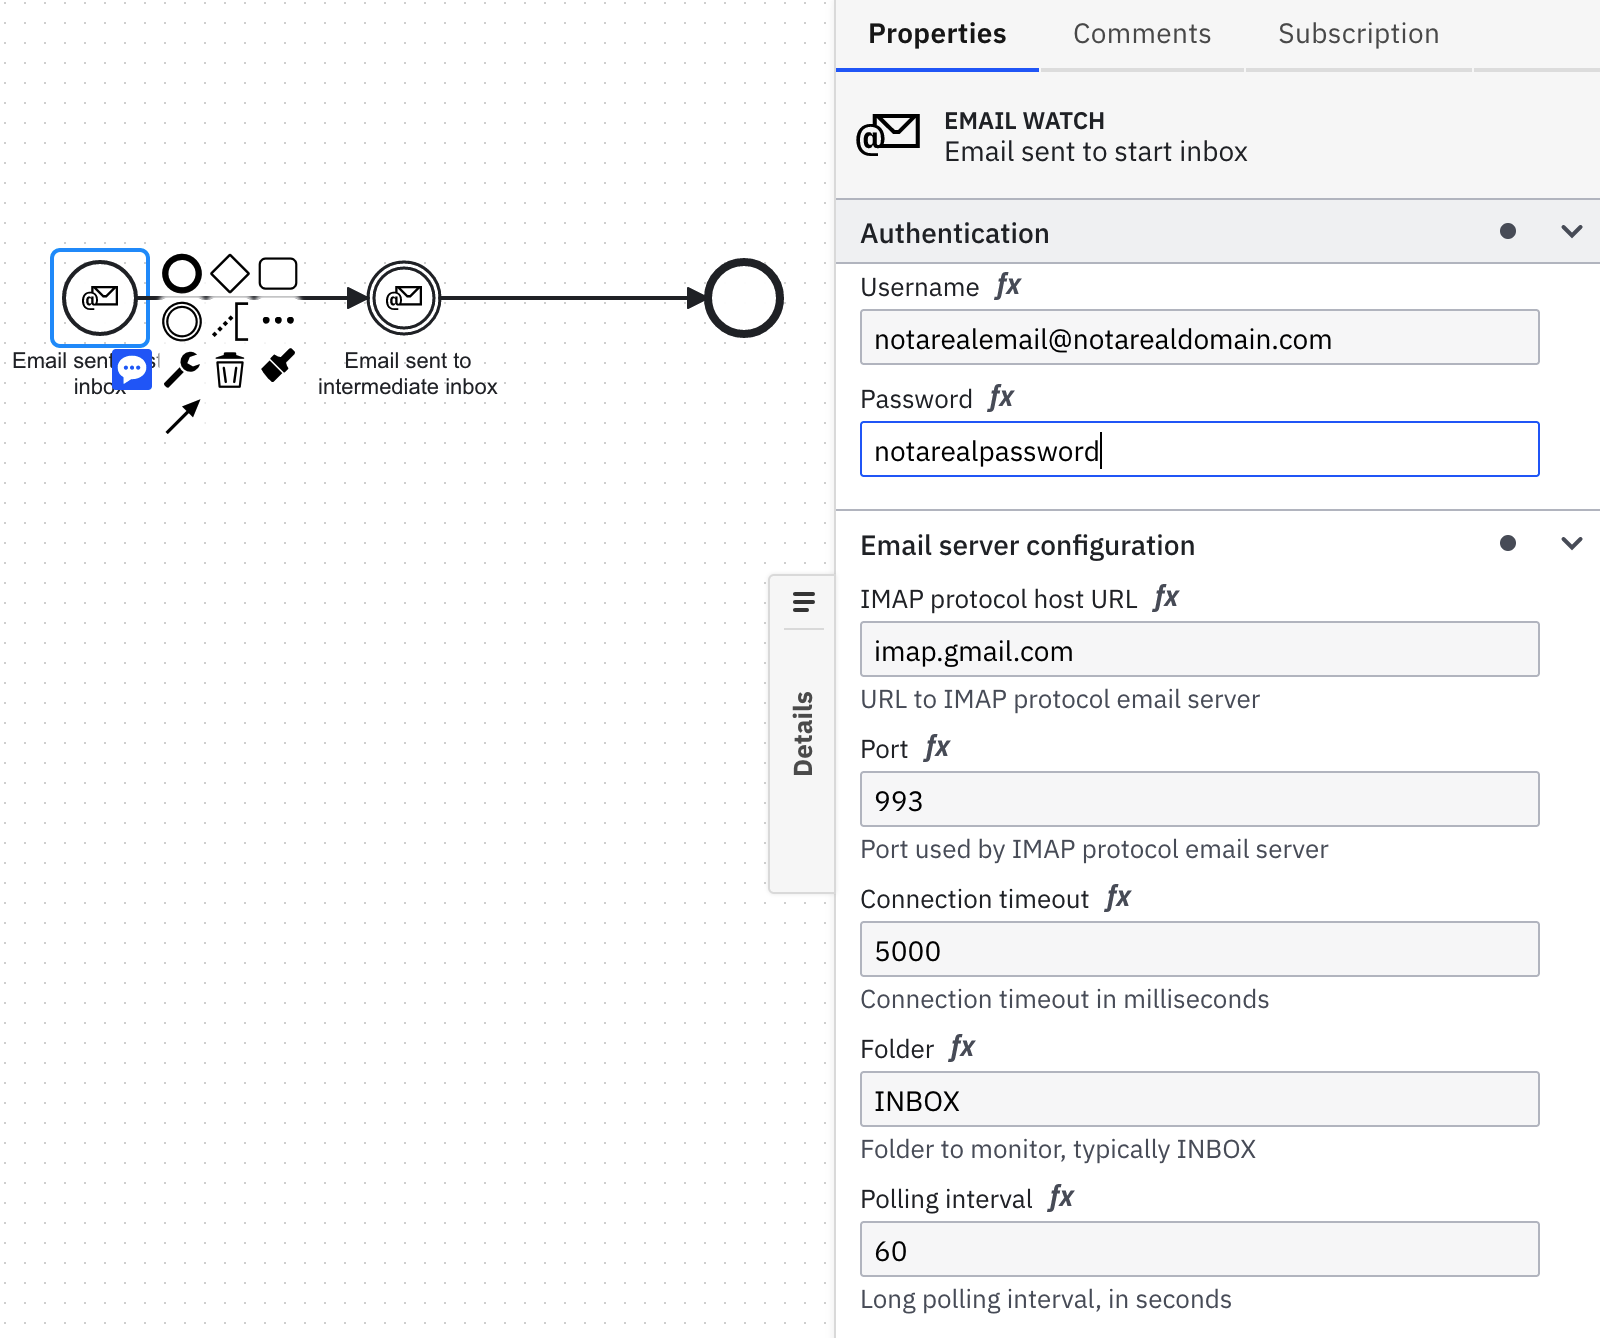 Properties
Comments
Subscription
EMAIL WATCH
Email sent to start inbox
Authentication
Username fx
notarealemail@notarealdomain.com
Password fx
notarealpassword
Email server configuration
IMAP protocol host URL fx
imap.gmail.com
URL to IMAP protocol email server
Port fx
993
Port used by IMAP protocol email server
Connection timeout fx
5000
Connection timeout in milliseconds
Folder fx
INBOX
Folder to monitor, typically INBOX
Polling interval fx
60
Long polling interval, in seconds
Details
Email sent
inbox
Email sent to
intermediate inbox